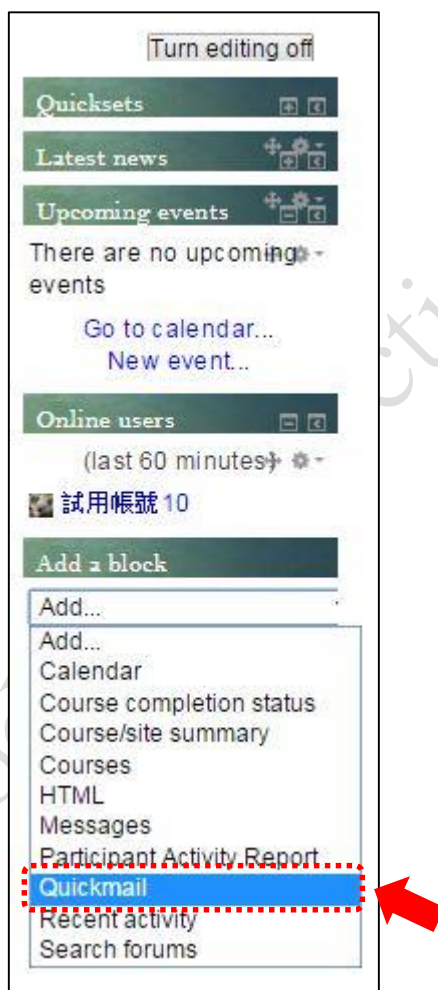 Turn editing off
Quicksets
Latest news
Upcoming events
There are no upcoming
events
Go to calendar...
New event...
Online users
(last 60 minutes)
試用帳號10
Add a block
Add...
Add...
Calendar
Course completion status
Course/site summary
Courses
HTML
Messages
Participant Activity Report
Quickmail
Recent activity
Search forums